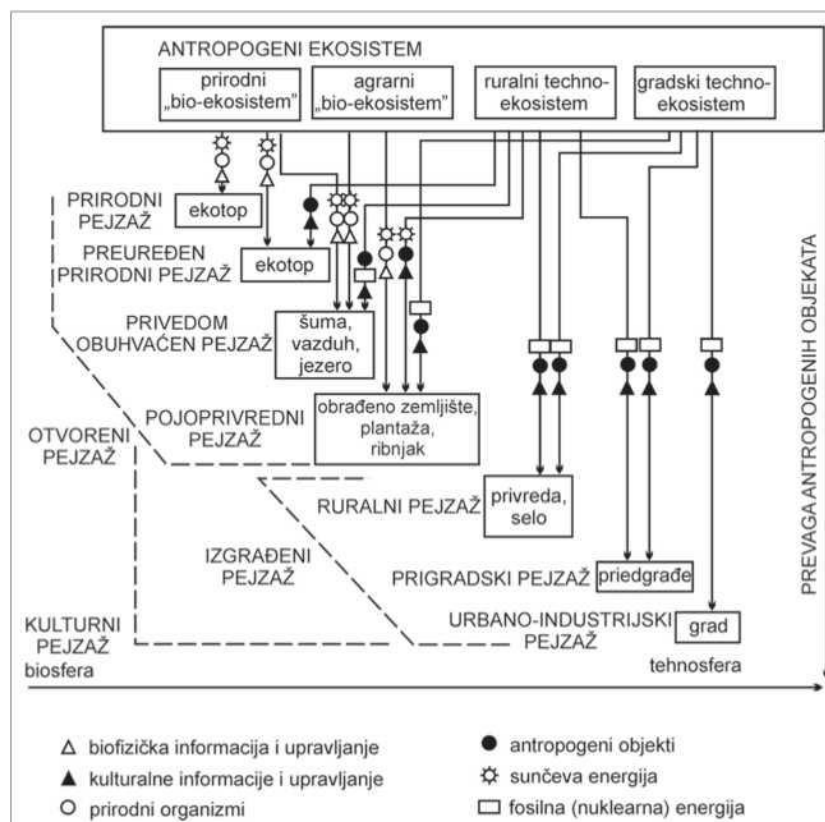 ANTROPOGENI EKOSISTEM
prirodni
„bio-ekosistem”
agrarni
„bio-ekosistem”
ruralni techno-
ekosistem
gradski techno-
ekosistem
PRIRODNI
PEJZAŽ
ekotop
PREUREĐEN
PRIRODNI PEJZAŽ
ekotop
PRIVEDOM
OBUHVAĆEN PEJZAŽ
šuma,
vazduh,
jezero
POJOPRIVREDNI
PEJZAŽ
obrađeno zemljište,
plantaža,
ribnjak
OTVORENI
PEJZAŽ
RURALNI PEJZAŽ
privreda,
selo
IZGRAĐENI
PEJZAŽ
PRIGRADSKI PEJZAŽ
priedgrađe
KULTURNI
PEJZAŽ
URBANO-INDUSTRIJSKI
PEJZAŽ
grad
biosfera
tehnosfera
PREVAGA ANTROPOGENIH OBJEKATA
biofizička informacija i upravljanje
kulturalne informacije i upravljanje
prirodni organizmi
antropogeni objekti
sunčeva energija
fosilna (nuklearna) energija